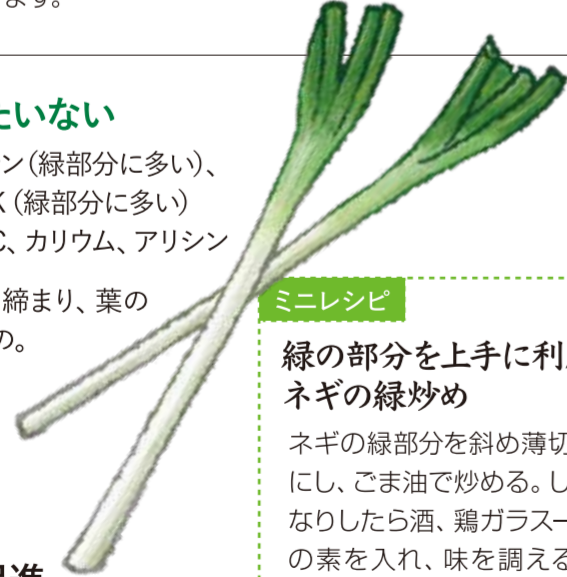 ます。
たいない
ン（緑部分に多い）、
K（緑部分に多い）
C、カリウム、アリシン
締まり、葉の
の。
ミニレシピ
緑の部分を上手に利
ネギの緑炒め
ネギの緑部分を斜め薄切
にし、ごま油で炒める。し
なりしたら酒、鶏ガラスー
の素を入れ、味を調える
進